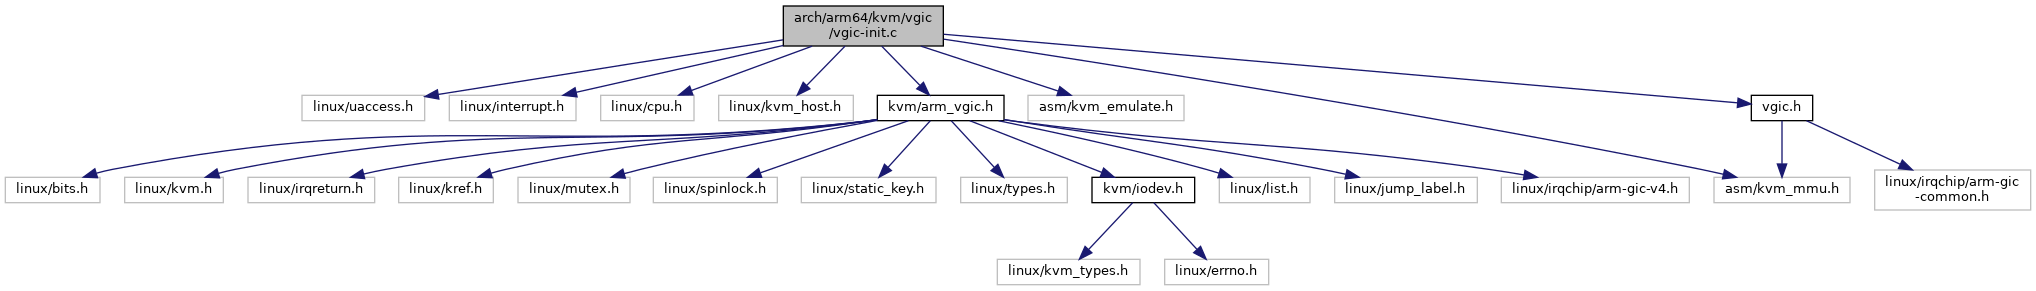 arch/arm64/kvm/vgic
/vgic-init.c
linux/uaccess.h
linux/interrupt.h
linux/cpu.h
linux/kvm_host.h
kvm/arm_vgic.h
asm/kvm_emulate.h
vgic.h
linux/bits.h
linux/kvm.h
linux/irqreturn.h
linux/kref.h
linux/mutex.h
linux/spinlock.h
linux/static_key.h
linux/types.h
kvm/iodev.h
linux/list.h
linux/jump_label.h
linux/irqchip/arm-gic-v4.h
asm/kvm_mmu.h
linux/irqchip/arm-gic
-common.h
linux/kvm_types.h
linux/errno.h